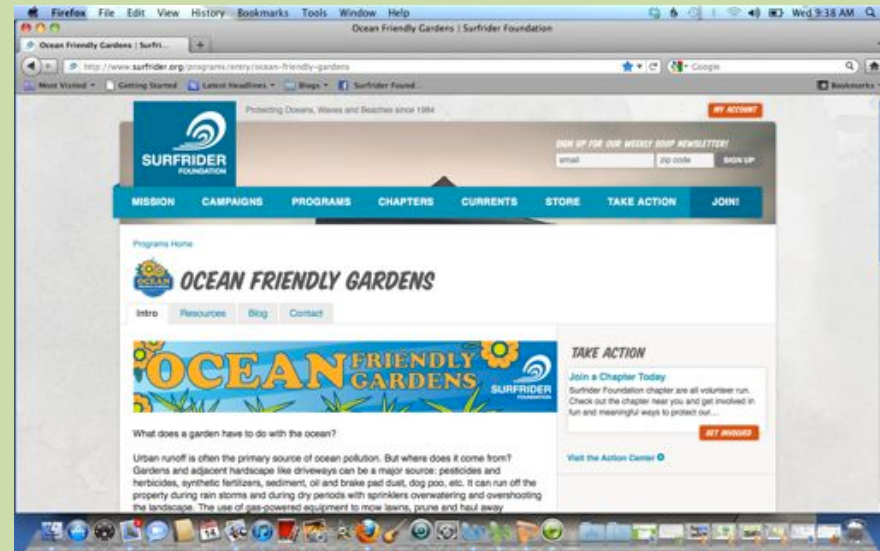 Firefox File Edit View History Bookmarks Tools Window Help Wed 9:38 AM
Ocean Friendly Gardens | Surfrider Foundation
Ocean Friendly Gardens | Surfri...
http://www.surfrider.org/programs/entry/ocean-friendly-gardens
Google
Most Visited Getting Started Latest Headlines Blogs Surfrider Found... Bookmarks
Protecting Oceans, Waves and Beaches since 1984
MY ACCOUNT
SURFRIDER
FOUNDATION
SIGN UP FOR OUR WEEKLY SOUP NEWSLETTER!
email zip code SIGN UP
MISSION CAMPAIGNS PROGRAMS CHAPTERS CURRENTS STORE TAKE ACTION JOIN!
Programs Home
OCEAN
OCEAN FRIENDLY GARDENS
Intro Resources Blog Contact
OCEAN FRIENDLY GARDENS
SURFRIDER
FOUNDATION
What does a garden have to do with the ocean?
Urban runoff is often the primary source of ocean pollution. But where does it come from?
Gardens and adjacent hardscape like driveways can be a major source: pesticides and
herbicides, synthetic fertilizers, sediment, oil and brake pad dust, dog poo, etc. It can run off the
property during rain storms and during dry periods with sprinklers overwatering and overshooting
the landscape. The use of gas-powered equipment to mow lawns, prune and haul away
TAKE ACTION
Join a Chapter Today
Surfrider Foundation chapter are all volunteer run.
Check out the chapter near you and get involved in
fun and meaningful ways to protect our...
GET INVOLVED
Visit the Action Center